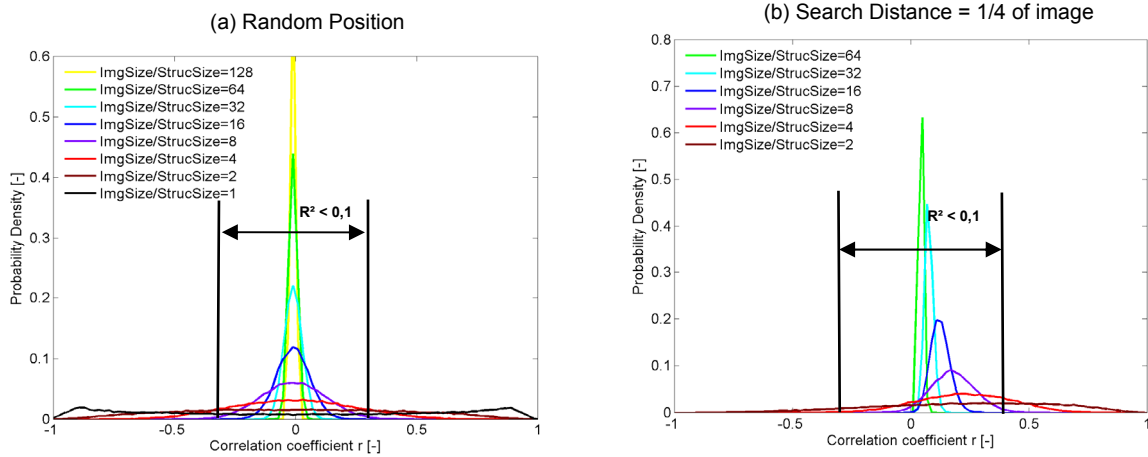 (a) Random Position
0.6
0.5
0.4
0.3
0.2
0.1
0
-1
-0.5
0
0.5
1
Probability Density [-]
Correlation coefficient r [-]
ImgSize/StrucSize=128
ImgSize/StrucSize=64
ImgSize/StrucSize=32
ImgSize/StrucSize=16
ImgSize/StrucSize=8
ImgSize/StrucSize=4
ImgSize/StrucSize=2
ImgSize/StrucSize=1
R² < 0,1
(b) Search Distance = 1/4 of image
0.8
0.7
0.6
0.5
0.4
0.3
0.2
0.1
0
-1
-0.5
0
0.5
1
Probability Density [-]
Correlation coefficient r [-]
ImgSize/StrucSize=64
ImgSize/StrucSize=32
ImgSize/StrucSize=16
ImgSize/StrucSize=8
ImgSize/StrucSize=4
ImgSize/StrucSize=2
R² < 0,1